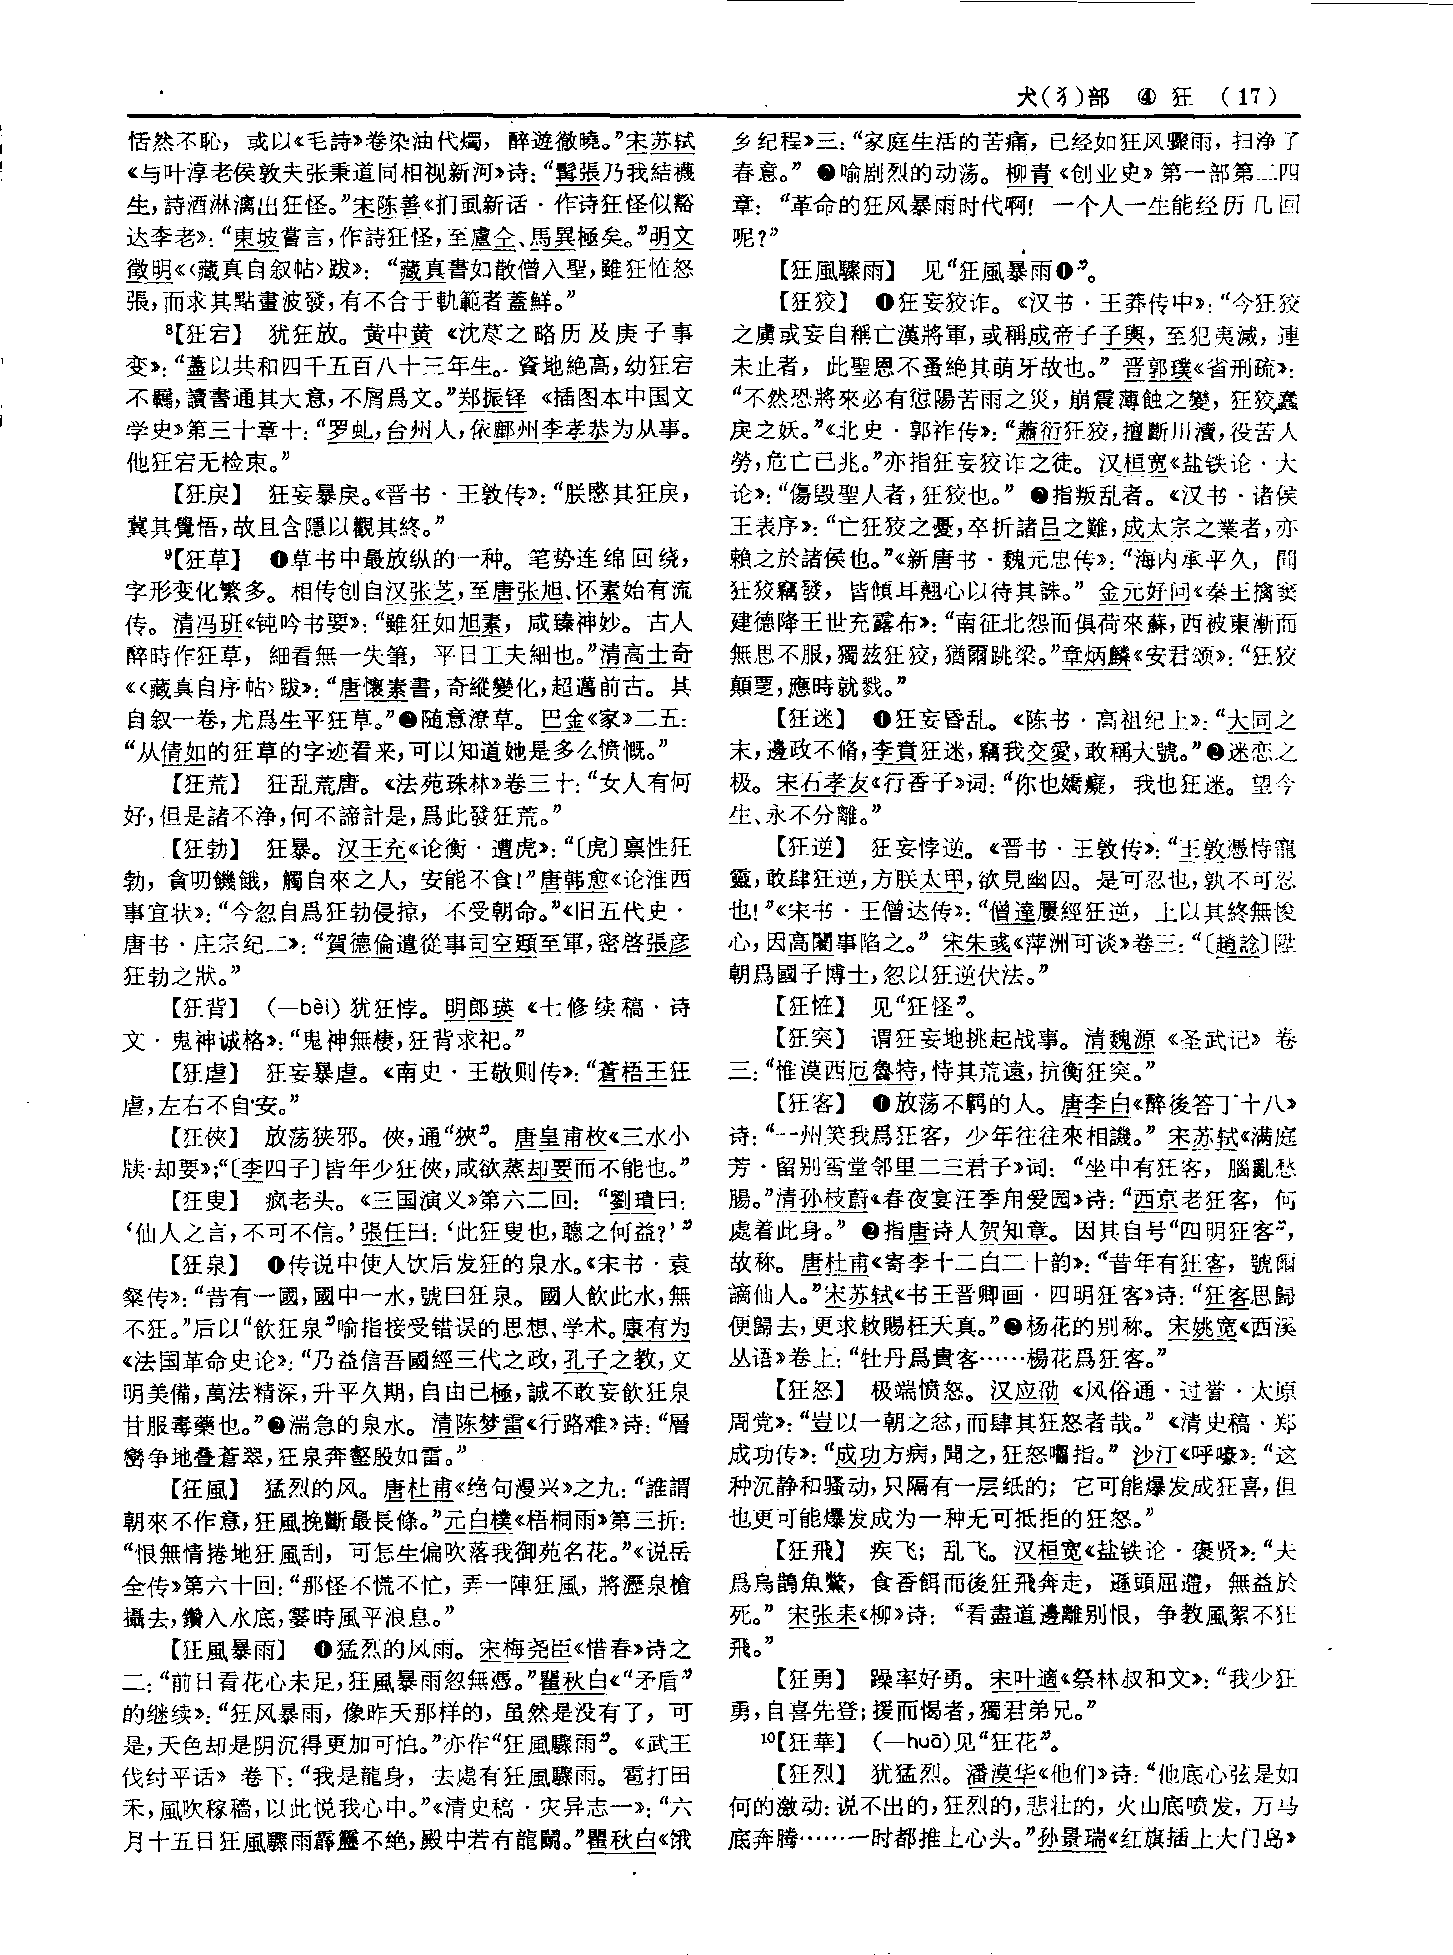 犬(犭)部 ④ 狂 (17)
恬然不恥，或以《毛詩》卷染油代燭，醉遊徹曉。”宋苏轼
《与叶淳老侯敦夫张秉道同相视新河》诗：“髯張乃我結襪
生，詩酒淋漓出狂怪。”宋陈善《扪虱新话·作诗狂怪似豁
达李老》：“東坡嘗言，作詩狂怪，至盧仝、馬異極矣。”明文
徵明《〈藏真自叙帖〉跋》：“藏真書如散僧入聖，雖狂恠怒
張，而求其點畫波發，有不合于軌範者蓋鮮。”
⁸【狂宕】 犹狂放。黄中黄《沈荩之略历及庚子事
变》：“藎以共和四千五百八十三年生。資地絶高，幼狂宕
不羈，讀書通其大意，不屑爲文。”郑振铎《插图本中国文
学史》第三十章十：“罗虬，台州人，依鄜州李孝恭为从事。
他狂宕无检束。”
【狂戾】 狂妄暴戾。《晋书·王敦传》：“朕愍其狂戾，
冀其覺悟，故且含隱以觀其終。”
⁹【狂草】 ❶草书中最放纵的一种。笔势连绵回绕，
字形变化繁多。相传创自汉张芝，至唐张旭、怀素始有流
传。清冯班《钝吟书要》：“雖狂如旭素，咸臻神妙。古人
醉時作狂草，細看無一失筆，平日工夫細也。”清高士奇
《〈藏真自序帖〉跋》：“唐懷素書，奇縱變化，超邁前古。其
自叙一卷，尤爲生平狂草。”❷随意潦草。巴金《家》二五：
“从倩如的狂草的字迹看来，可以知道她是多么愤慨。”
【狂荒】 狂乱荒唐。《法苑珠林》卷三十：“女人有何
好，但是諸不净，何不諦計是，爲此發狂荒。”
【狂勃】 狂暴。汉王充《论衡·遭虎》：“〔虎〕禀性狂
勃，貪叨饑餓，觸自來之人，安能不食！”唐韩愈《论淮西
事宜状》：“今忽自爲狂勃侵掠，不受朝命。”《旧五代史·
唐书·庄宗纪二》：“賀德倫遣從事司空頲至軍，密啓張彦
狂勃之狀。”
【狂背】 (—bèi) 犹狂悖。明郎瑛《七修续稿·诗
文·鬼神诚格》：“鬼神無棲，狂背求祀。”
【狂虐】 狂妄暴虐。《南史·王敬则传》：“蒼梧王狂
虐，左右不自安。”
【狂俠】 放荡狭邪。俠，通“狹”。唐皇甫枚《三水小
牍·却要》：“〔李四子〕皆年少狂俠，咸欲蒸却要而不能也。”
【狂叟】 疯老头。《三国演义》第六二回：“劉璝曰：
‘仙人之言，不可不信。’張任曰：‘此狂叟也，聽之何益？’”
【狂泉】 ❶传说中使人饮后发狂的泉水。《宋书·袁
粲传》：“昔有一國，國中一水，號曰狂泉。國人飲此水，無
不狂。”后以“飲狂泉”喻指接受错误的思想、学术。康有为
《法国革命史论》：“乃益信吾國經三代之政，孔子之教，文
明美備，萬法精深，升平久期，自由已極，誠不敢妄飲狂泉
甘服毒藥也。”❷湍急的泉水。清陈梦雷《行路难》诗：“層
巒争地叠蒼翠，狂泉奔壑殷如雷。”
【狂風】 猛烈的风。唐杜甫《绝句漫兴》之九：“誰謂
朝來不作意，狂風挽斷最長條。”元白樸《梧桐雨》第三折：
“恨無情捲地狂風刮，可怎生偏吹落我御苑名花。”《说岳
全传》第六十回：“那怪不慌不忙，弄一陣狂風，將瀝泉槍
攝去，鑽入水底，霎時風平浪息。”
【狂風暴雨】 ❶猛烈的风雨。宋梅尧臣《惜春》诗之
二：“前日看花心未足，狂風暴雨忽無憑。”瞿秋白《“矛盾”
的继续》：“狂风暴雨，像昨天那样的，虽然是没有了，可
是，天色却是阴沉得更加可怕。”亦作“狂風驟雨”。《武王
伐纣平话》卷下：“我是龍身，去處有狂風驟雨。雹打田
禾，風吹稼穡，以此悦我心中。”《清史稿·灾异志一》：“六
月十五日狂風驟雨霹靂不绝，殿中若有龍鬭。”瞿秋白《饿
乡纪程》三：“家庭生活的苦痛，已经如狂风骤雨，扫净了
春意。”❷喻剧烈的动荡。柳青《创业史》第一部第二四
章：“革命的狂风暴雨时代啊！一个人一生能经历几回
呢？”
【狂風驟雨】 见“狂風暴雨❶”。
【狂狡】 ❶狂妄狡诈。《汉书·王莽传中》：“今狂狡
之虜或妄自稱亡漢將軍，或稱成帝子子輿，至犯夷滅，連
未止者，此聖恩不蚤絶其萌牙故也。”晋郭璞《省刑疏》：
“不然恐將來必有愆陽苦雨之災，崩震薄蝕之變，狂狡蠢
戾之妖。”《北史·郭祚传》：“蕭衍狂狡，擅斷川瀆，役苦人
勞，危亡已兆。”亦指狂妄狡诈之徒。汉桓宽《盐铁论·大
论》：“傷毀聖人者，狂狡也。”❷指叛乱者。《汉书·诸侯
王表序》：“亡狂狡之憂，卒折諸吕之難，成太宗之業者，亦
賴之於諸侯也。”《新唐书·魏元忠传》：“海内承平久，聞
狂狡竊發，皆傾耳翹心以待其誅。”金元好问《秦王擒窦
建德降王世充露布》：“南征北怨而俱荷來蘇，西被東漸而
無思不服，獨兹狂狡，猶爾跳梁。”章炳麟《安君颂》：“狂狡
顛覂，應時就戮。”
【狂迷】 ❶狂妄昏乱。《陈书·高祖纪上》：“大同之
末，邊政不脩，李賁狂迷，竊我交愛，敢稱大號。”❷迷恋之
极。宋石孝友《行香子》词：“你也嬌癡，我也狂迷。望今
生、永不分離。”
【狂逆】 狂妄悖逆。《晋书·王敦传》：“王敦憑恃寵
靈，敢肆狂逆，方朕太甲，欲見幽囚。是可忍也，孰不可忍
也！”《宋书·王僧达传》：“僧達屢經狂逆，上以其終無悛
心，因高闍事陷之。”宋朱彧《萍洲可谈》卷三：“〔趙諗〕陞
朝爲國子博士，忽以狂逆伏法。”
【狂恠】 见“狂怪”。
【狂突】 谓狂妄地挑起战事。清魏源《圣武记》卷
三：“惟漠西厄魯特，恃其荒遠，抗衡狂突。”
【狂客】 ❶放荡不羁的人。唐李白《醉後答丁十八》
诗：“一州笑我爲狂客，少年往往來相譏。”宋苏轼《满庭
芳·留别雪堂邻里二三君子》词：“坐中有狂客，腦亂愁
腸。”清孙枝蔚《春夜宴汪季甪爱园》诗：“西京老狂客，何
處着此身。”❷指唐诗人贺知章。因其自号“四明狂客”，
故称。唐杜甫《寄李十二白二十韵》：“昔年有狂客，號爾
謫仙人。”宋苏轼《书王晋卿画·四明狂客》诗：“狂客思歸
便歸去，更求敕賜枉天真。”❸杨花的别称。宋姚宽《西溪
丛语》卷上：“牡丹爲貴客……楊花爲狂客。”
【狂怒】 极端愤怒。汉应劭《风俗通·过誉·太原
周党》：“豈以一朝之忿，而肆其狂怒者哉。”《清史稿·郑
成功传》：“成功方病，聞之，狂怒嚙指。”沙汀《呼嚎》：“这
种沉静和骚动，只隔有一层纸的；它可能爆发成狂喜，但
也更可能爆发成为一种无可抵拒的狂怒。”
【狂飛】 疾飞；乱飞。汉桓宽《盐铁论·褒贤》：“夫
爲烏鵲魚鱉，食香餌而後狂飛奔走，遜頭屈遰，無益於
死。”宋张耒《柳》诗：“看盡道邊離别恨，争教風絮不狂
飛。”
【狂勇】 躁率好勇。宋叶適《祭林叔和文》：“我少狂
勇，自喜先登；援而偈者，獨君弟兄。”
¹⁰【狂華】 (—huā)见“狂花”。
【狂烈】 犹猛烈。潘漠华《他们》诗：“他底心弦是如
何的激动：说不出的，狂烈的，悲壮的，火山底喷发，万马
底奔腾……一时都推上心头。”孙景瑞《红旗插上大门岛》